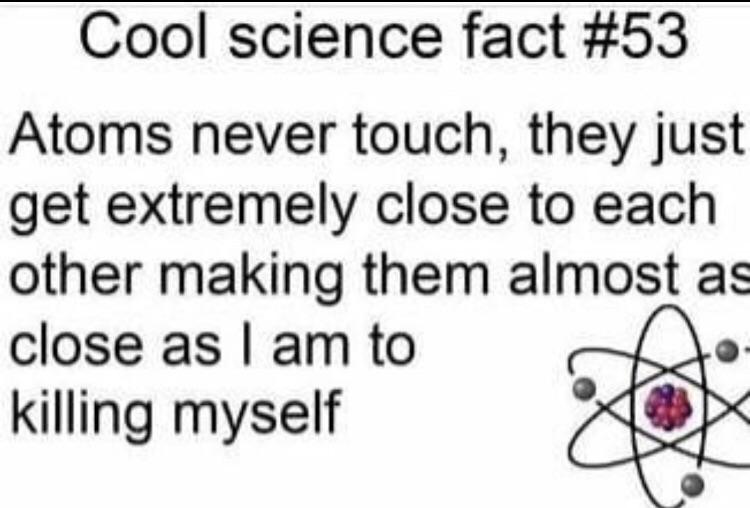 Cool science fact #53
Atoms never touch, they just
get extremely close to each
other making them almost as
close as I am to
killing myself